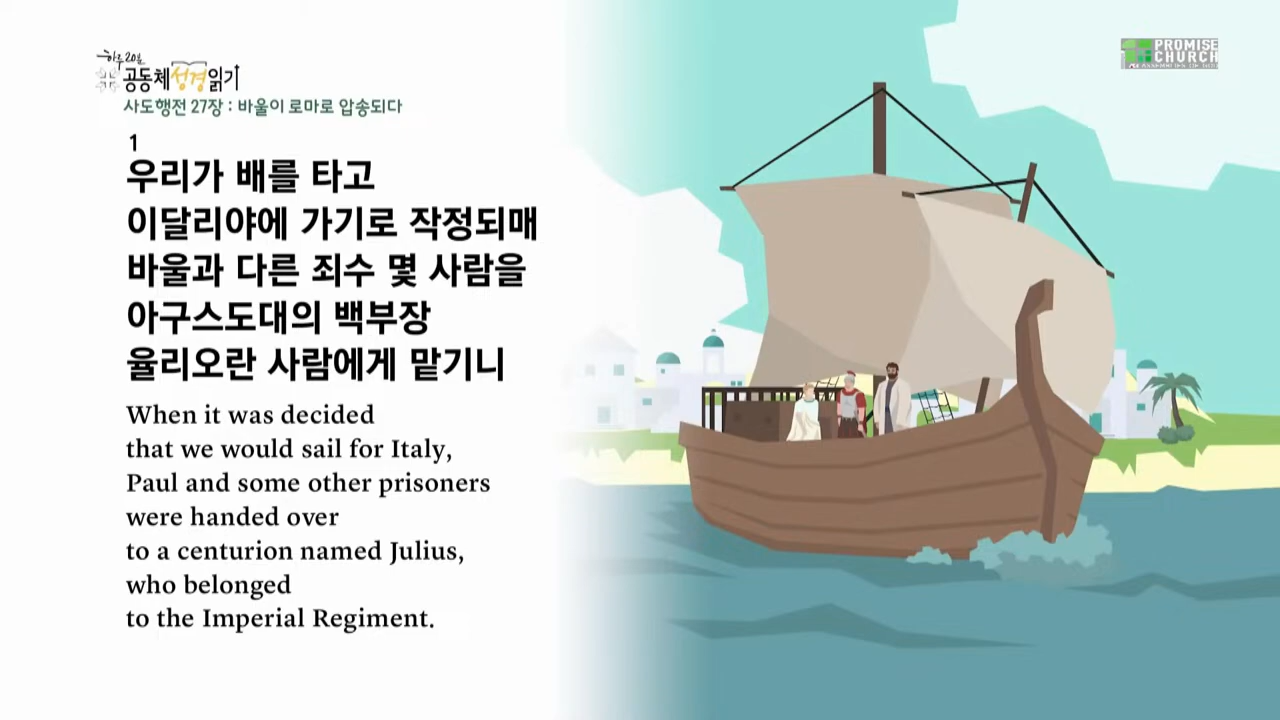 하루20분
공동체성경읽기
사도행전 27장 : 바울이 로마로 압송되다
PROMISE
CHURCH
ASSEMBLIES OF GOD
1
우리가 배를 타고
이달리야에 가기로 작정되매
바울과 다른 죄수 몇 사람을
아구스도대의 백부장
율리오란 사람에게 맡기니
When it was decided
that we would sail for Italy,
Paul and some other prisoners
were handed over
to a centurion named Julius,
who belonged
to the Imperial Regiment.